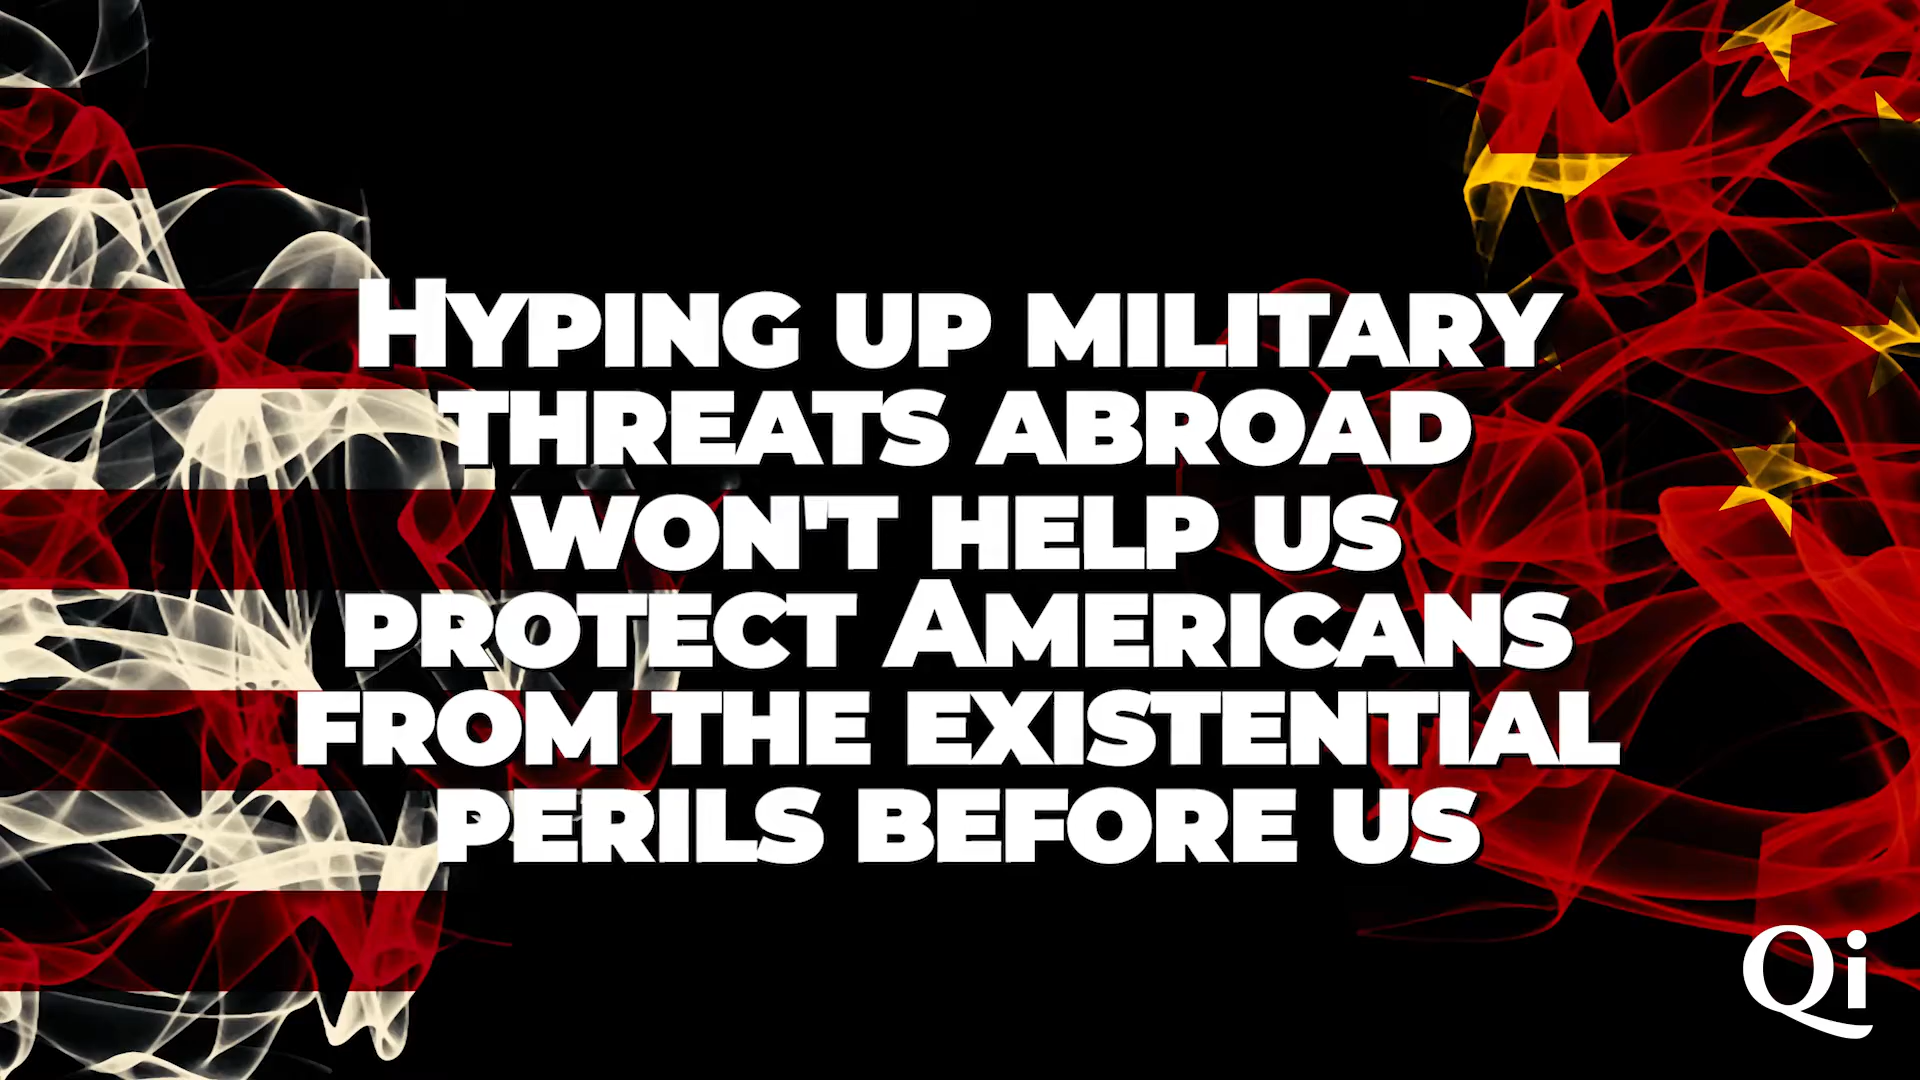 Hyping up military
threats abroad
won't help us
protect Americans
from the existential
perils before us
Qi